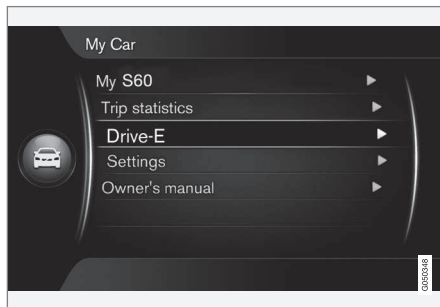 My Car
My S60
Trip statistics
Drive-E
Settings
Owner's manual
G050348